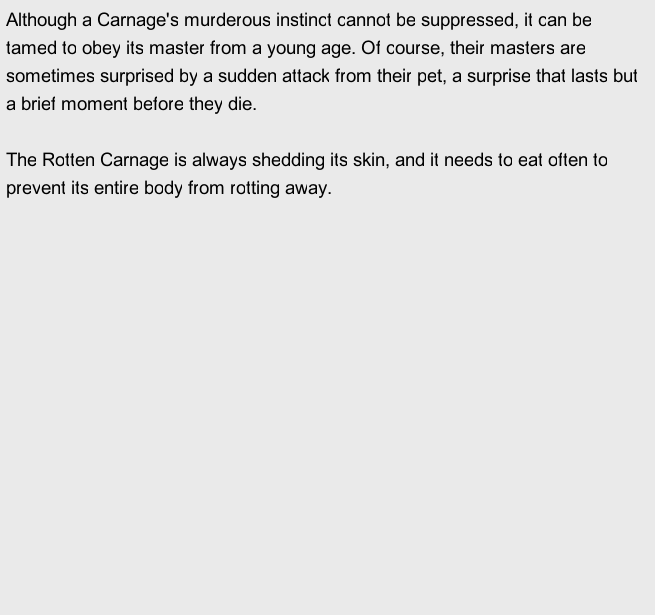 Although a Carnage's murderous instinct cannot be suppressed, it can be
tamed to obey its master from a young age. Of course, their masters are
sometimes surprised by a sudden attack from their pet, a surprise that lasts but
a brief moment before they die.

The Rotten Carnage is always shedding its skin, and it needs to eat often to
prevent its entire body from rotting away.